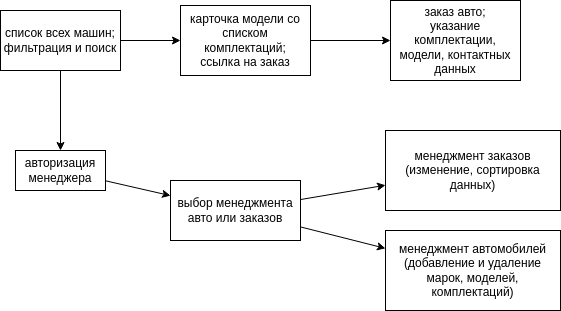 список всех машин;
фильтрация и поиск
карточка модели со
списком
комплектаций;
ссылка на заказ
заказ авто;
указание
комплектации,
модели, контактных
данных
авторизация
менеджера
выбор менеджмента
авто или заказов
менеджмент заказов
(изменение, сортировка
данных)
менеджмент автомобилей
(добавление и удаление
марок, моделей,
комплектаций)